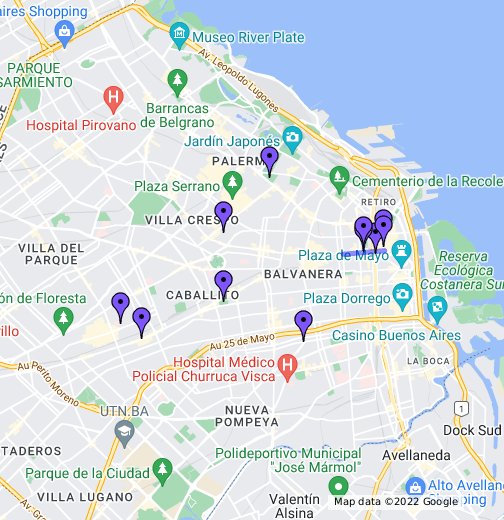 aires Shopping
Museo River Plate
PARQUE
SARMIENTO
Av. Leopoldo Lugones
Barrancas
de Belgrano
Hospital Pirovano
Jardín Japonés
PALERM
Plaza Serrano
Cementerio de la Recole
RETIRO
VILLA CRESPO
VILLA DEL
PARQUE
Plaza de Mayo
Reserva
Ecológica
Costanera Sur
BALVANERA
CABALLITO
ón de Floresta
Plaza Dorrego
rillo
Au 25 de Mayo
Casino Buenos Aires
Au Perito Moreno
Hospital Médico
Policial Churruca Visca
LA BOCA
UTN.BA
NUEVA
POMPEYA
1
Dock Sud
TADEROS
Polideportivo Municipal
"José Mármol"
Avellaneda
Parque de la Ciudad
VILLA LUGANO
Valentín
Alsina
Alto Avellan
Shopping
Map data ©2022 Google